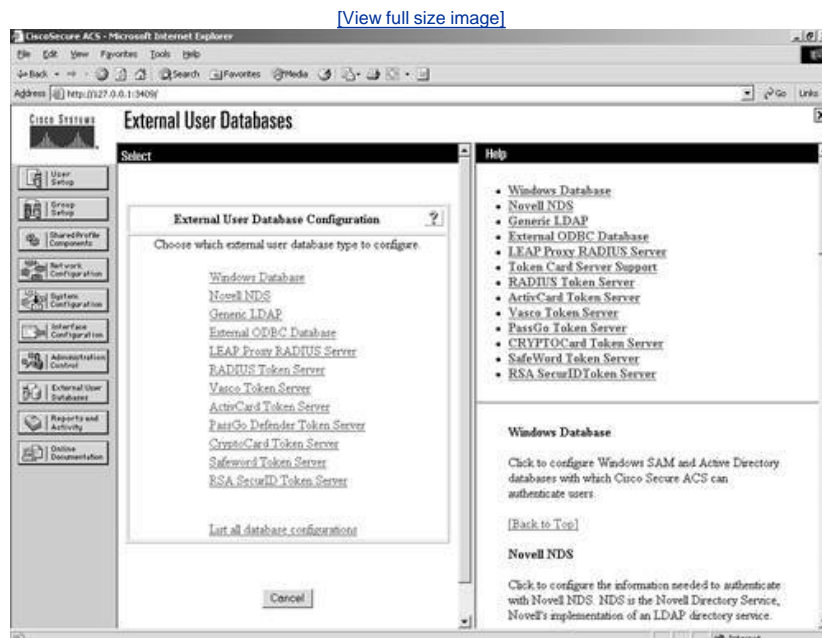 [View full size image]
CiscoSecure ACS - Microsoft Internet Explorer
File Edit View Favorites Tools Help
Back Search Favorites Media
Address http://127.0.0.1:3409/ Go Links
CISCO SYSTEMS
External User Databases
Select
User Setup
Group Setup
Shared Profile Components
Network Configuration
System Configuration
Interface Configuration
Administration Control
External User Databases
Reports and Activity
Online Documentation
External User Database Configuration ?
Choose which external user database type to configure.
Windows Database
Novell NDS
Generic LDAP
External ODBC Database
LEAP Proxy RADIUS Server
RADIUS Token Server
Vasco Token Server
ActivCard Token Server
PassGo Defender Token Server
CryptoCard Token Server
Safeword Token Server
RSA SecurID Token Server
List all database configurations
Cancel
Help
Windows Database
Novell NDS
Generic LDAP
External ODBC Database
LEAP Proxy RADIUS Server
Token Card Server Support
RADIUS Token Server
ActivCard Token Server
Vasco Token Server
PassGo Token Server
CRYPTOCard Token Server
SafeWord Token Server
RSA SecurIDToken Server
Windows Database
Click to configure Windows SAM and Active Directory
databases with which Cisco Secure ACS can
authenticate users.
[Back to Top]
Novell NDS
Click to configure the information needed to authenticate
with Novell NDS. NDS is the Novell Directory Service,
Novell's implementation of an LDAP directory service.
Internet